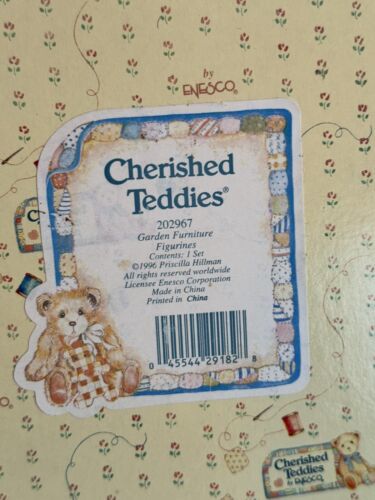 by
ENESCO®
Cherished
Teddies®
202967
Garden Furniture
Figurines
Contents: 1 Set
©1996 Priscilla Hillman
All rights reserved worldwide
Licensee Enesco Corporation
Made in China
Printed in China
0 45544 29182 8
C
Cherished
Teddies
by ENESCO